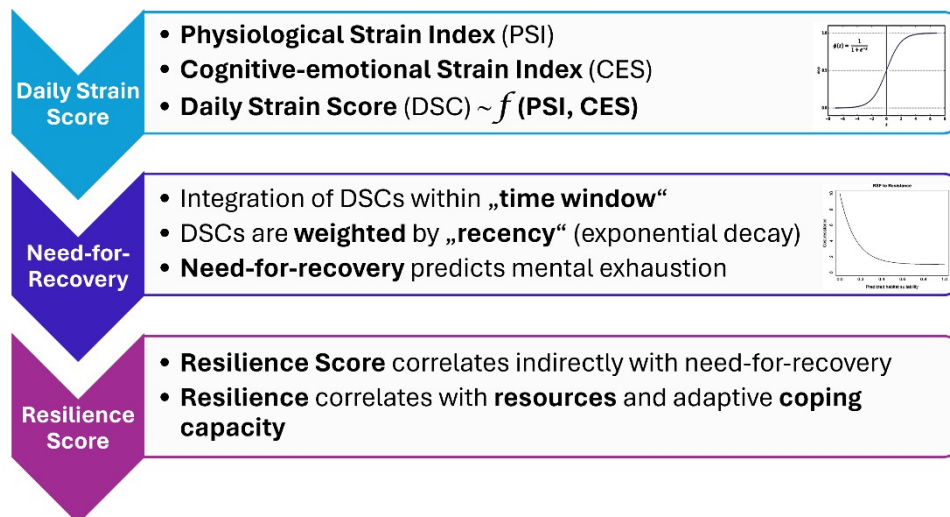 Daily Strain
Score
• Physiological Strain Index (PSI)
• Cognitive-emotional Strain Index (CES)
• Daily Strain Score (DSC) ~ f (PSI, CES)
Need-for-
Recovery
• Integration of DSCs within „time window“
• DSCs are weighted by „recency“ (exponential decay)
• Need-for-recovery predicts mental exhaustion
Resilience
Score
• Resilience Score correlates indirectly with need-for-recovery
• Resilience correlates with resources and adaptive coping
capacity